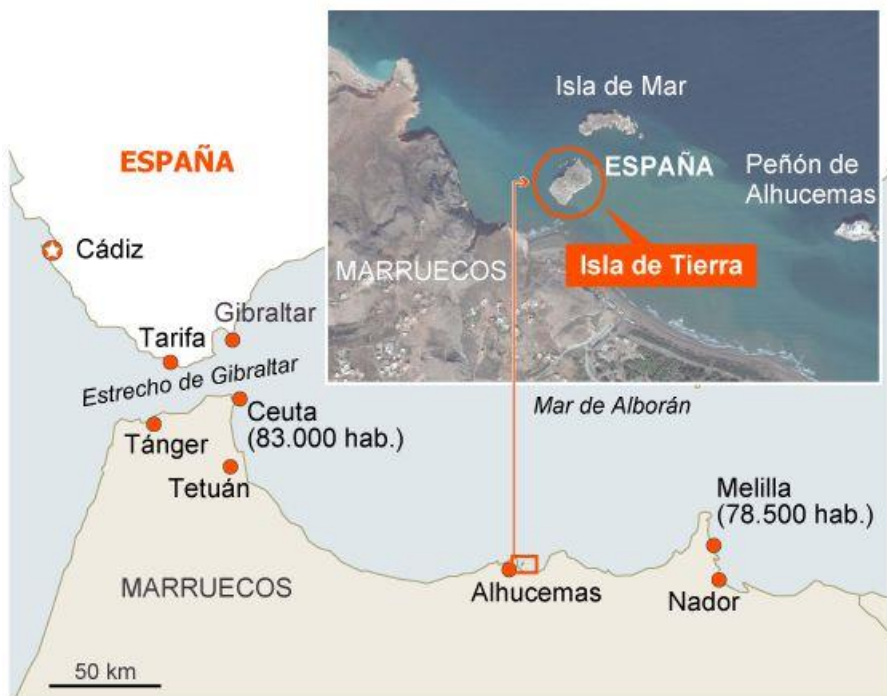 ESPAÑA
Cádiz
Gibraltar
Tarifa
Estrecho de Gibraltar
Ceuta
(83.000 hab.)
Tánger
Tetuán
MARRUECOS
50 km
Isla de Mar
ESPAÑA
Peñón de
Alhucemas
Isla de Tierra
MARRUECOS
Mar de Alborán
Melilla
(78.500 hab.)
Alhucemas
Nador